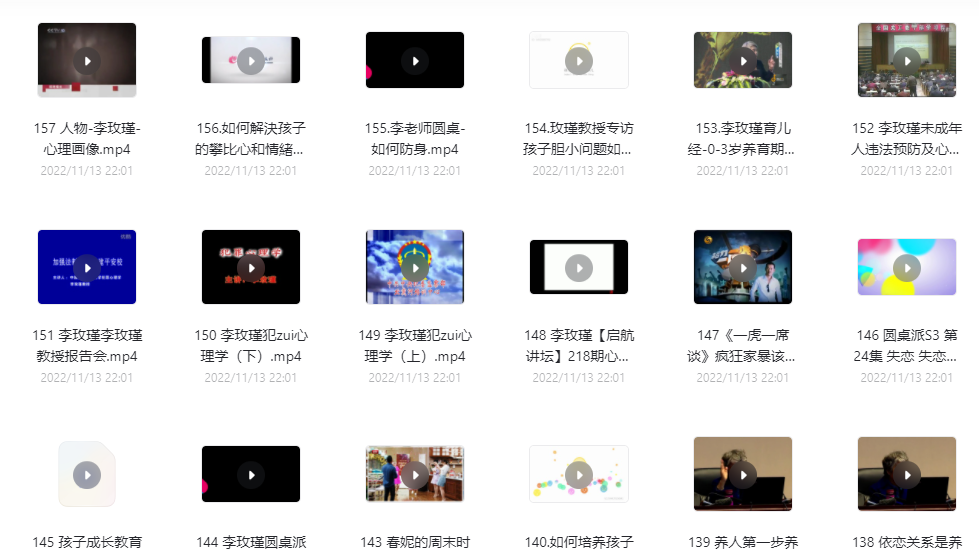 157 人物-李玫瑾-
心理画像.mp4
2022/11/13 22:01
156.如何解决孩子
的攀比心和情緒...
2022/11/13 22:01
155.李老师圆桌-
如何防身.mp4
2022/11/13 22:01
154.玫瑾教授专访
孩子胆小问题如...
2022/11/13 22:01
153.李玫瑾育儿
经-0-3岁养育期...
2022/11/13 22:01
152 李玫瑾未成年
人违法预防及心...
2022/11/13 22:01
151 李玫瑾李玫瑾
教授报告会.mp4
2022/11/13 22:01
犯罪心理学
150 李玫瑾犯zui心
理学（下）.mp4
2022/11/13 22:01
149 李玫瑾犯zui心
理学（上）.mp4
2022/11/13 22:01
148 李玫瑾【启航
讲坛】218期心...
2022/11/13 22:01
147《一虎一席
谈》疯狂家暴该...
2022/11/13 22:01
146 圆桌派S3 第
24集 失恋 失恋...
2022/11/13 22:01
145 孩子成长教育
144 李玫瑾圆桌派
143 春妮的周末时
140.如何培养孩子
139 养人第一步养
138 依恋关系是养